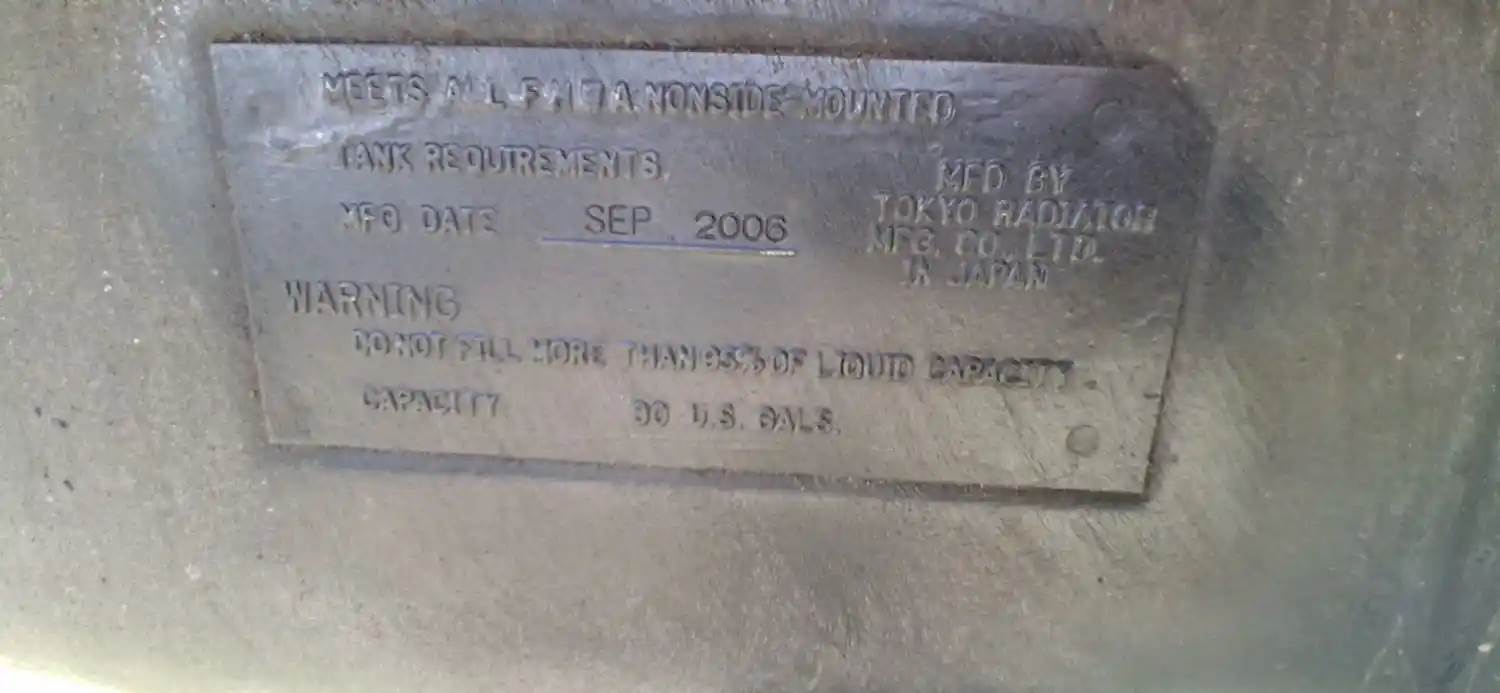 MEETS ALL FHWA NONSIDE-MOUNTED
TANK REQUIREMENTS.
MFG DATE SEP. 2006
MFD BY
TOKYO RADIATOR
MFG. CO., LTD.
IN JAPAN
WARNING
DO NOT FILL MORE THAN 95% OF LIQUID CAPACITY.
CAPACITY U.S. GALS.